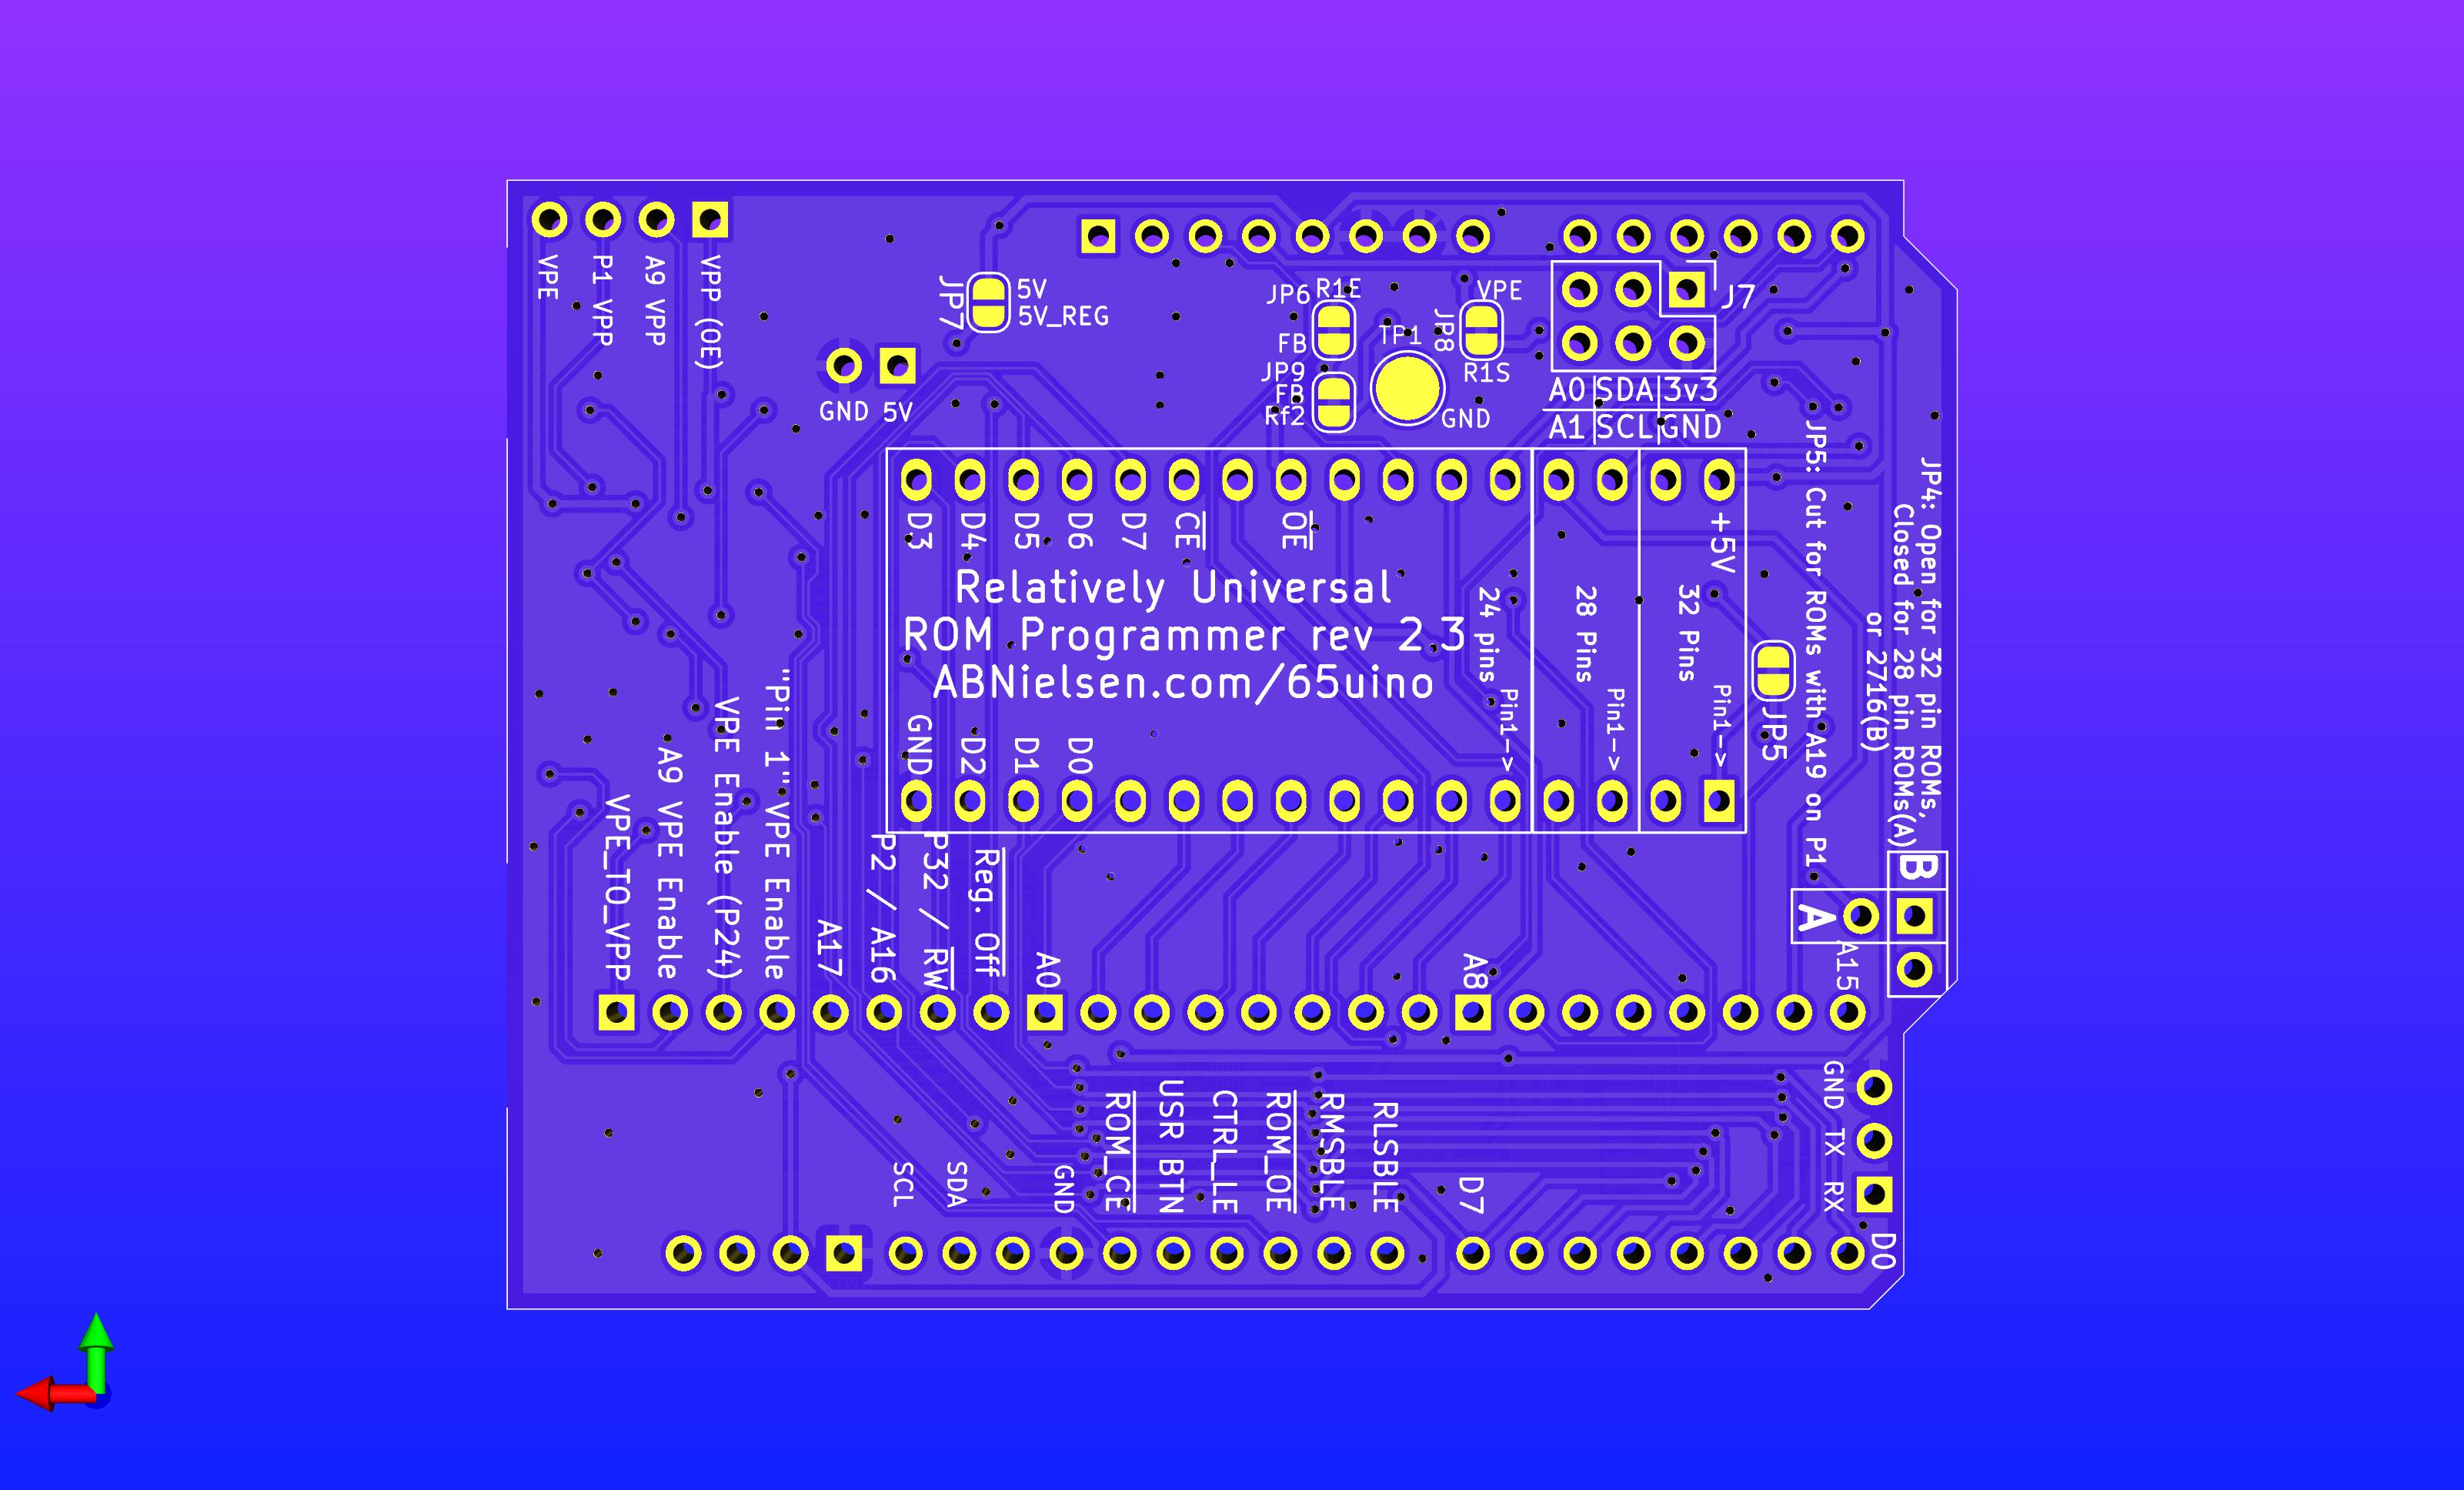 VPE
P1 VPP
A9 VPP
VPP (OE)
JP7
5V
5V_REG
GND
5V
JP6
R1E
FB
JP9
FB
Rf2
TP1
GND
JP8
VPE
R1S
J7
A0 SDA 3v3
A1 SCL GND
D3
D4
D5
D6
D7
CE
OE
+5V
Relatively Universal
ROM Programmer rev 2.3
ABNielsen.com/65uino
24 pins
28 Pins
32 Pins
Pin1->
Pin1->
Pin1->
GND
D2
D1
D0
JP5
JP5: Cut for ROMs with A19 on P1
JP4: Open for 32 pin ROMs,
Closed for 28 pin ROMs(A)
or 2716(B)
B
A
VPE_TO_VPP
A9 VPE Enable
VPE Enable (P24)
"Pin 1" VPE Enable
A17
P2 // A16
P32 // RW
Reg. Off
A0
A8
A15
SCL
SDA
GND
ROM_CE
USR BTN
CTRL_LE
ROM_OE
RMSBLE
RLSBLE
D7
GND
TX
RX
D0